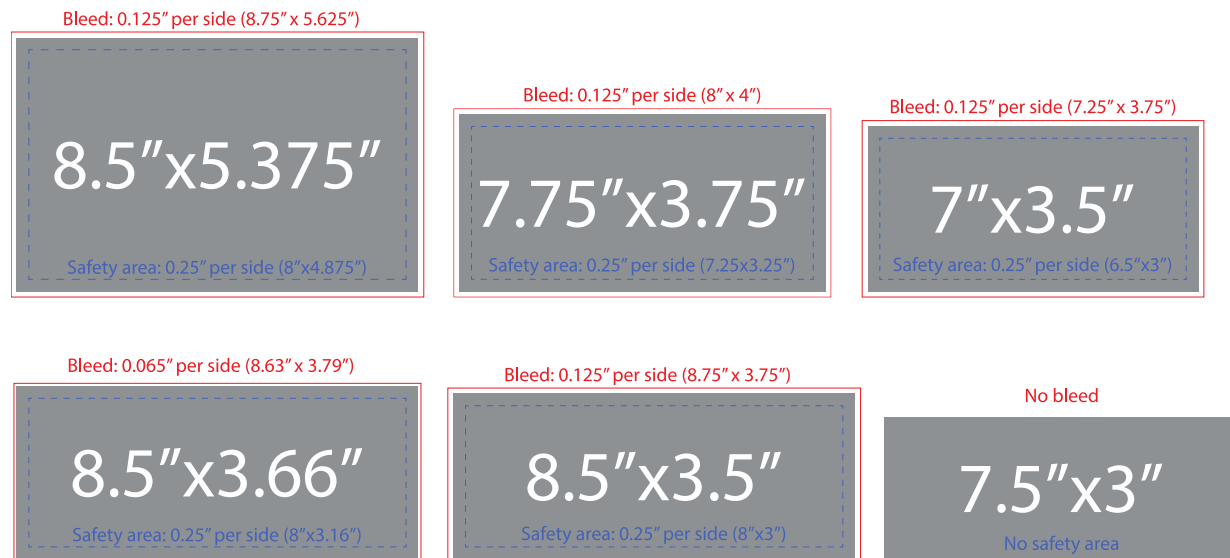 Bleed: 0.125” per side (8.75” x 5.625”)
8.5”x5.375”
Safety area: 0.25” per side (8”x4.875”)
Bleed: 0.125” per side (8” x 4”)
7.75”x3.75”
Safety area: 0.25” per side (7.25x3.25”)
Bleed: 0.125” per side (7.25” x 3.75”)
7”x3.5”
Safety area: 0.25” per side (6.5”x3”)
Bleed: 0.065” per side (8.63” x 3.79”)
8.5”x3.66”
Safety area: 0.25” per side (8”x3.16”)
Bleed: 0.125” per side (8.75” x 3.75”)
8.5”x3.5”
Safety area: 0.25” per side (8”x3”)
No bleed
7.5”x3”
No safety area